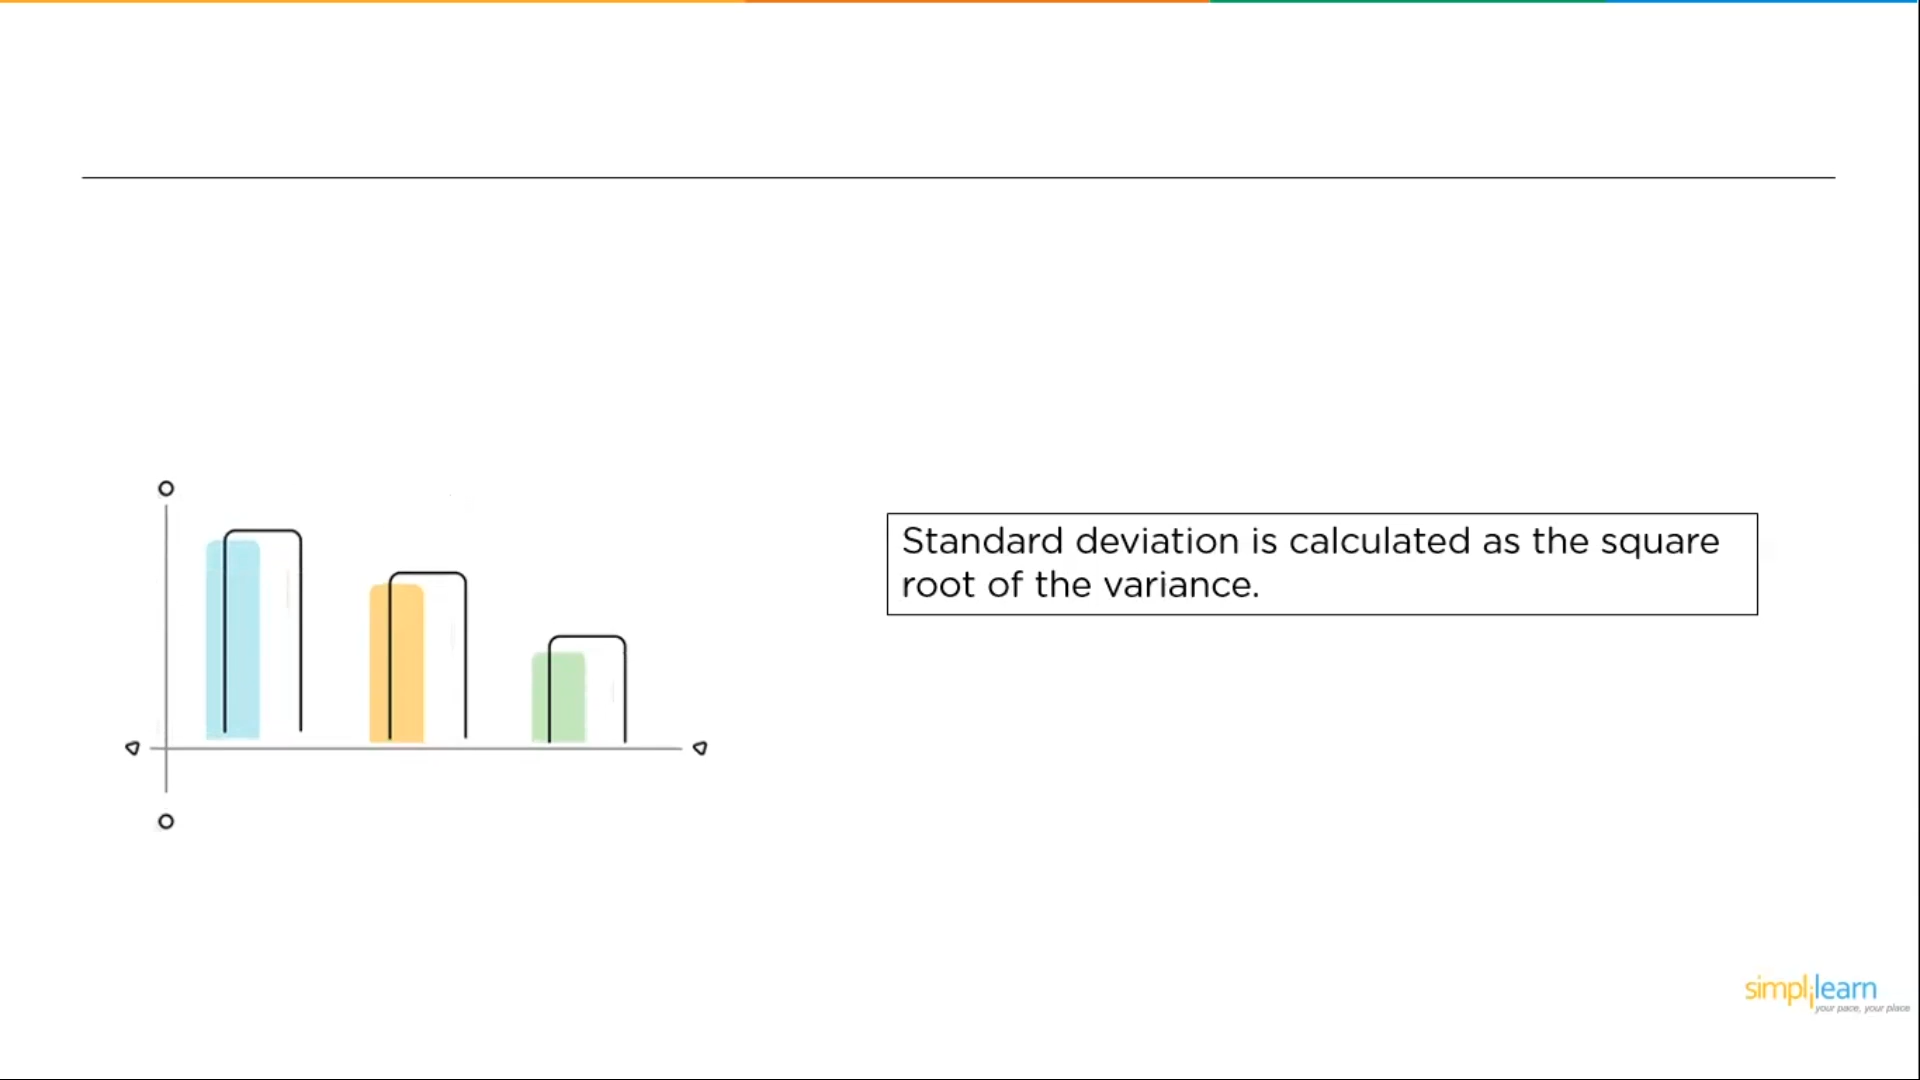 Standard deviation is calculated as the square
root of the variance.
simplilearn
your pace, your place